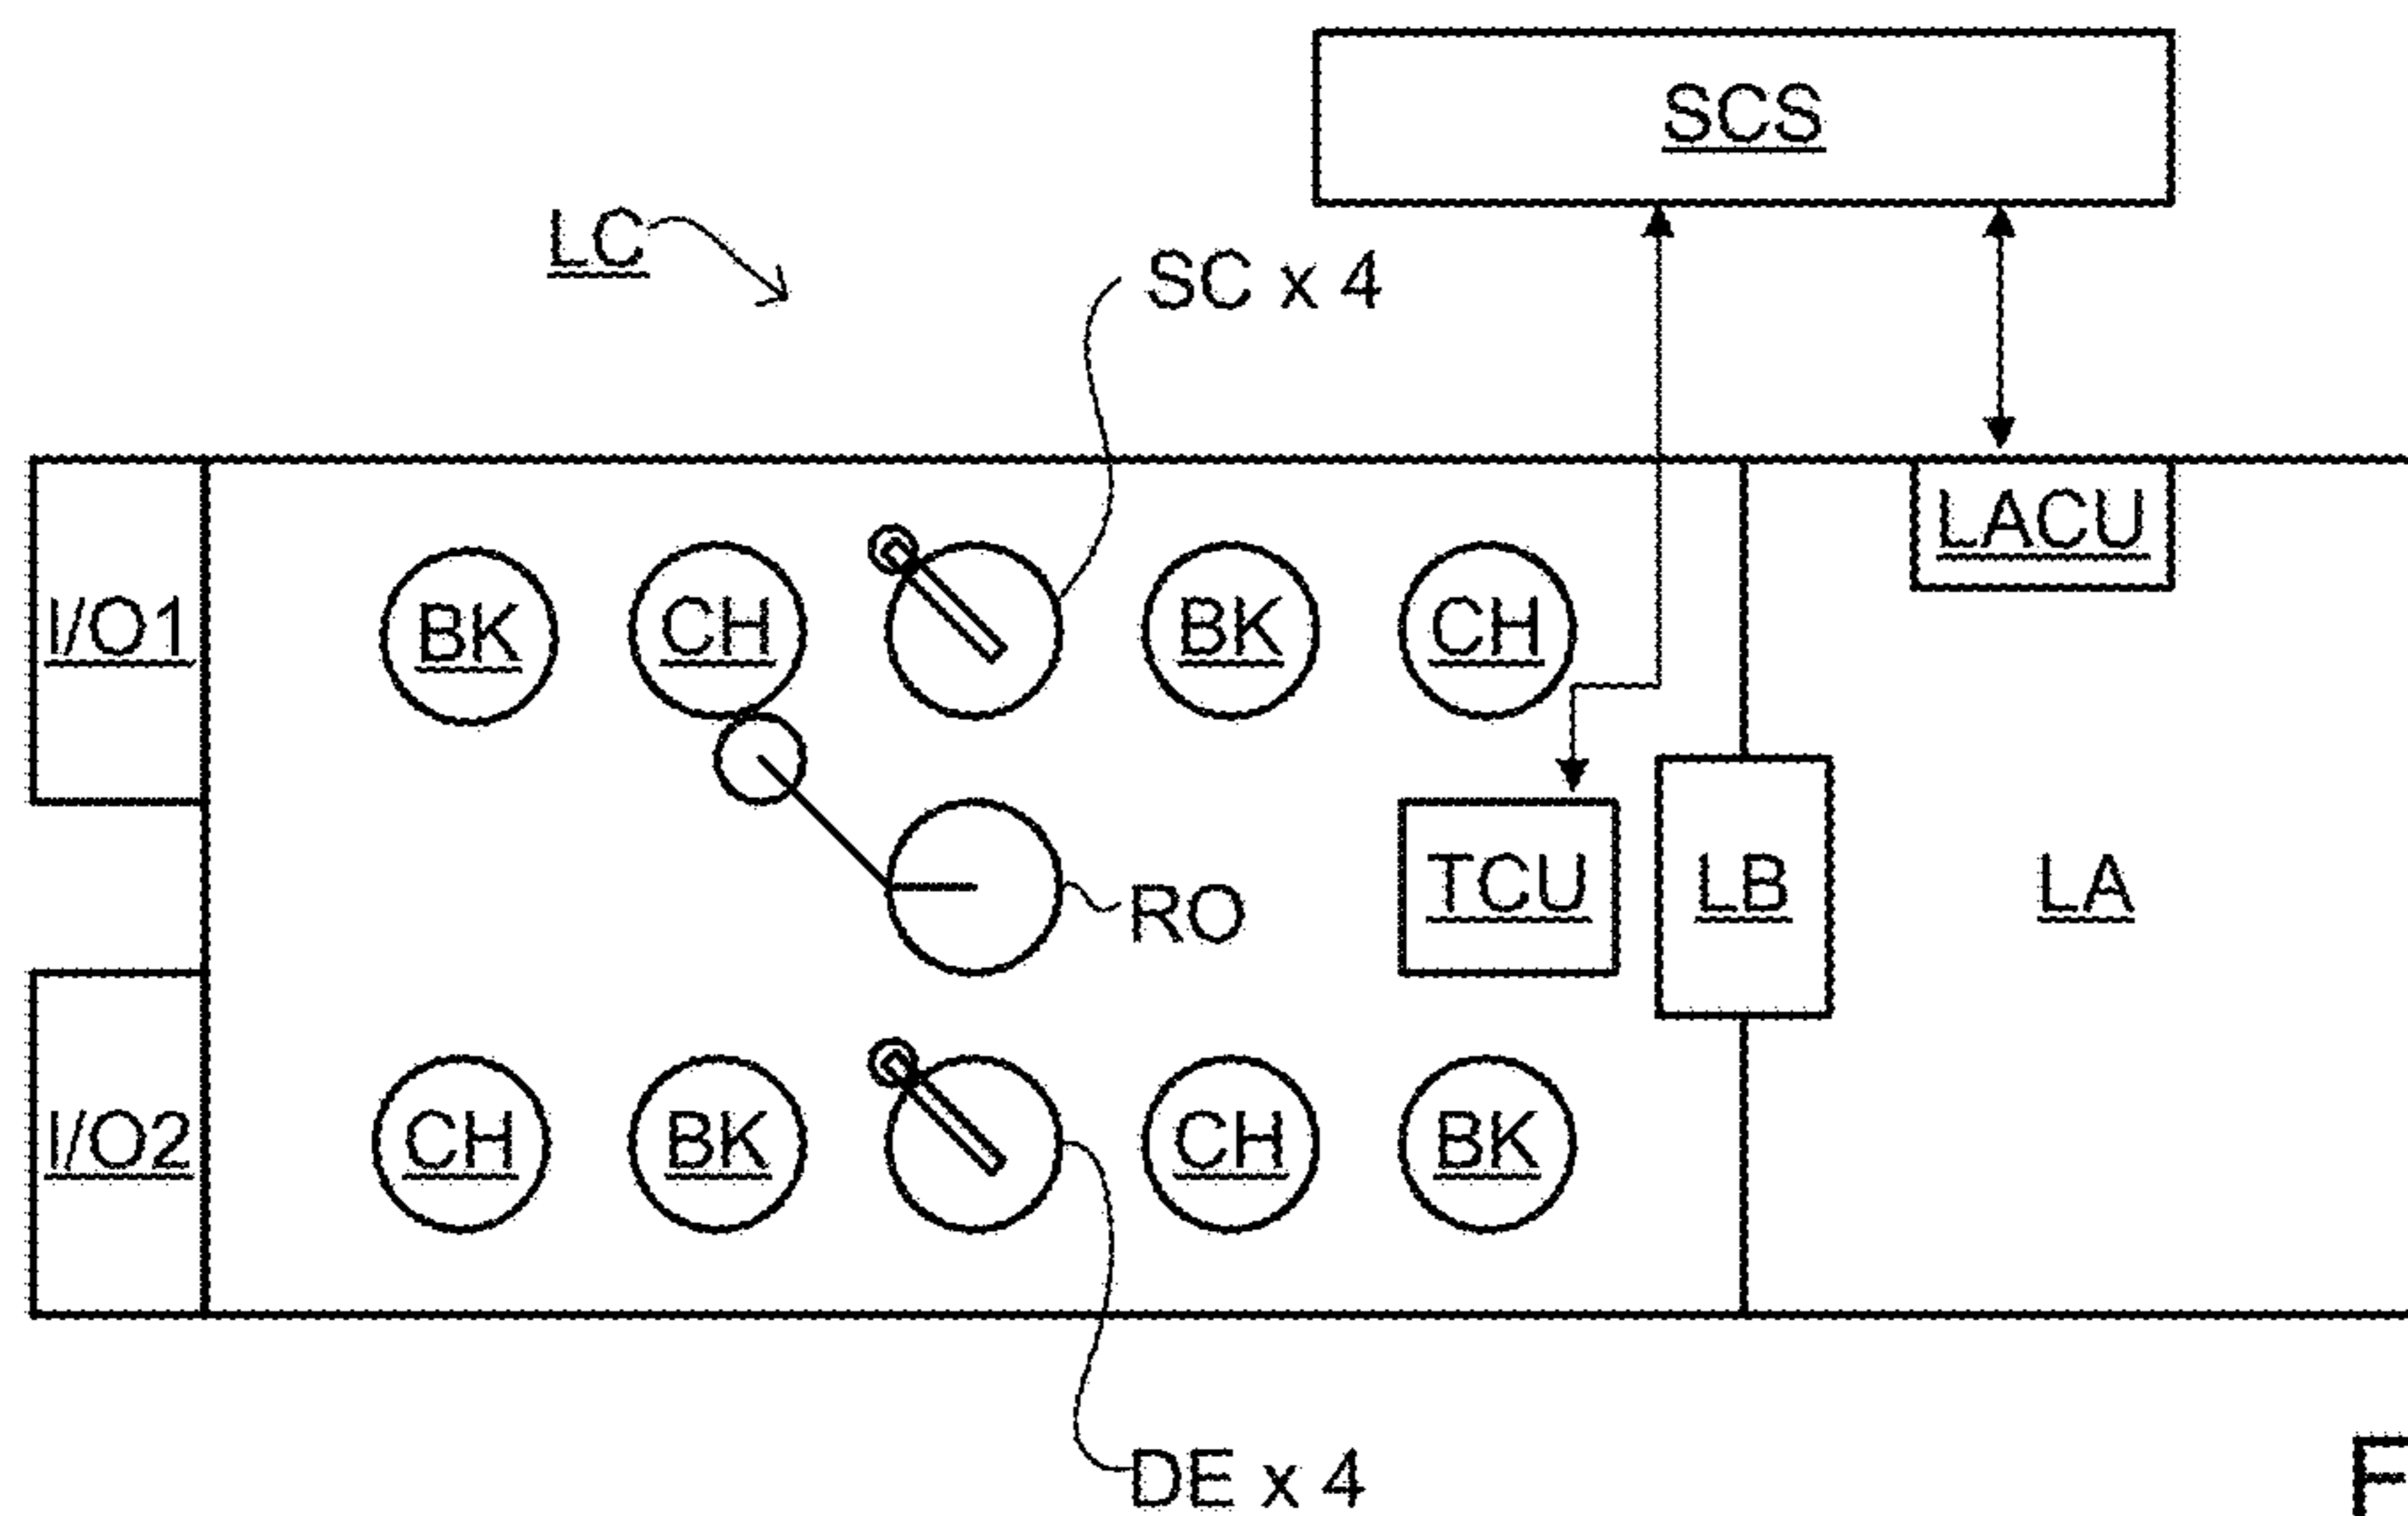 SCS
LC
SC x 4
LACU
I/O1
BK
CH
BK
CH
TCU
LB
LA
RO
I/O2
CH
BK
CH
BK
DE x 4
F